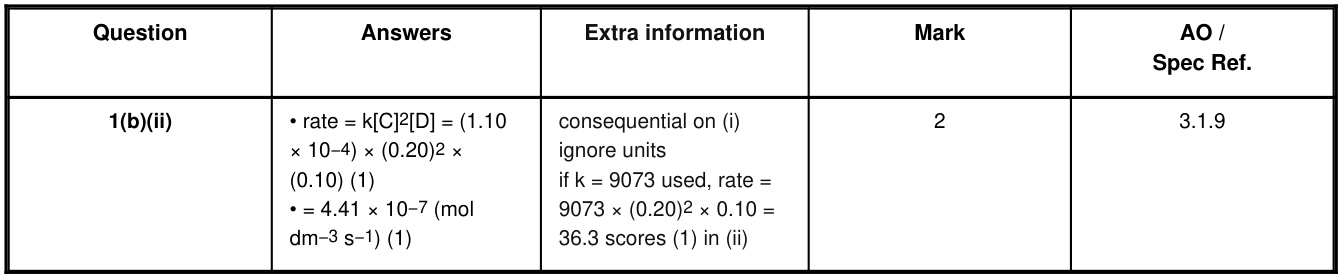 Question Answers Extra information Mark AO /
Spec Ref.
1(b)(ii)
• rate = k[C]²[D] = (1.10
× 10⁻⁴) × (0.20)² ×
(0.10) (1)
• = 4.41 × 10⁻⁷ (mol
dm⁻³ s⁻¹) (1)
consequential on (i)
ignore units
if k = 9073 used, rate =
9073 × (0.20)² × 0.10 =
36.3 scores (1) in (ii)
2
3.1.9